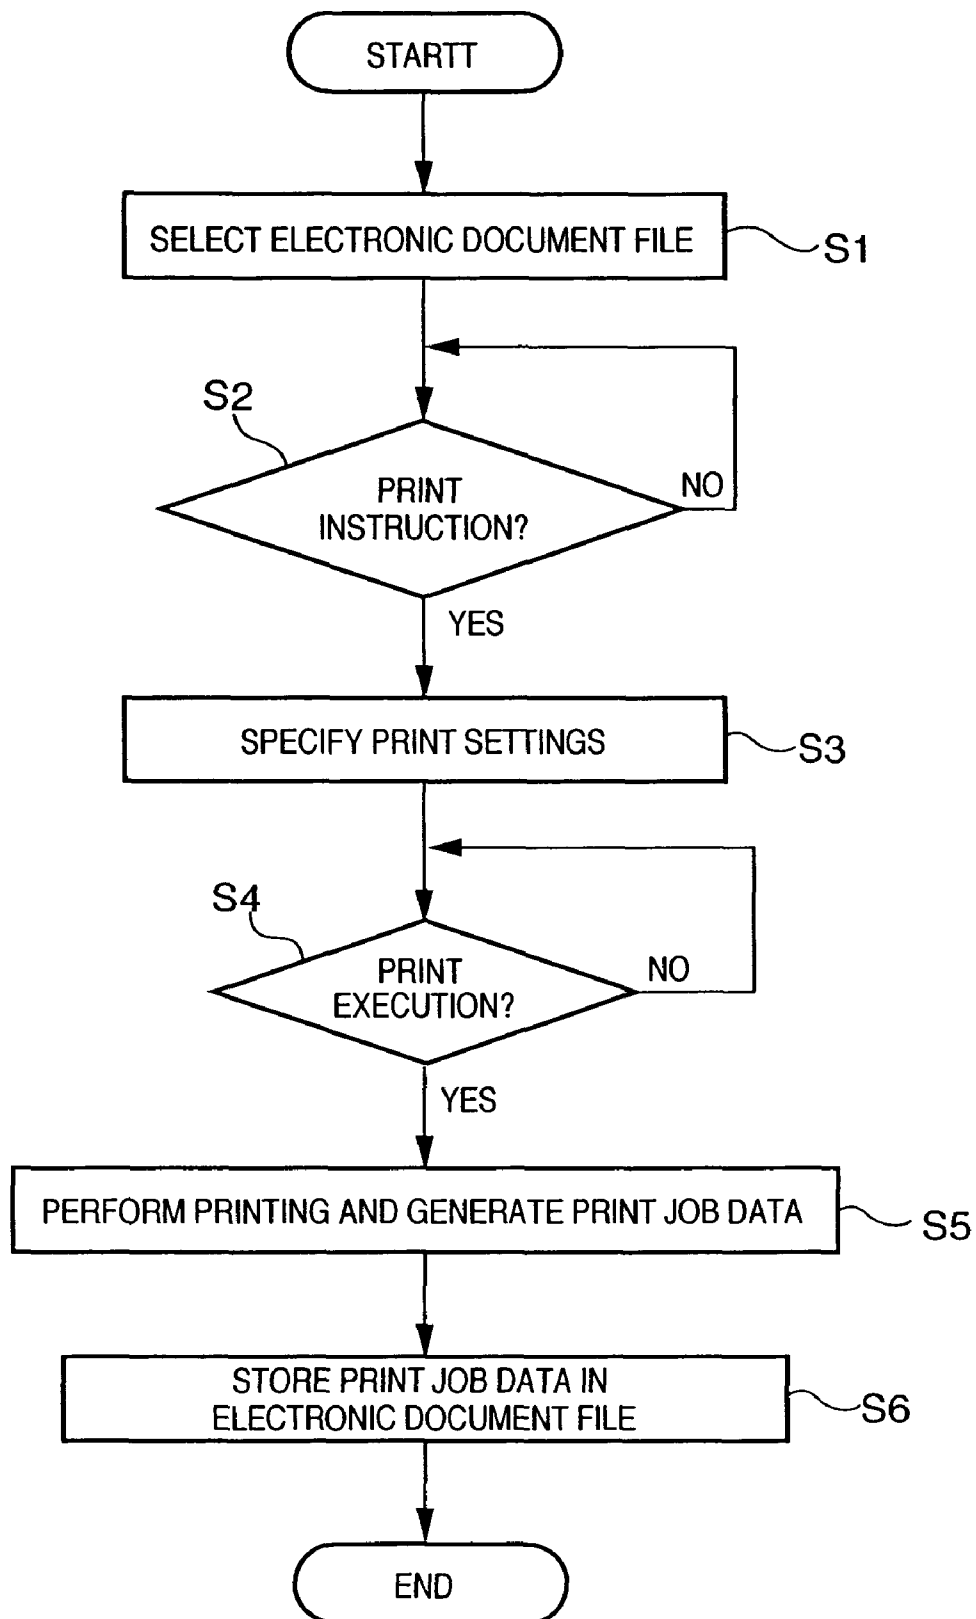 STARTT
SELECT ELECTRONIC DOCUMENT FILE
S1
S2
PRINT
INSTRUCTION?
NO
YES
SPECIFY PRINT SETTINGS
S3
S4
PRINT
EXECUTION?
NO
YES
PERFORM PRINTING AND GENERATE PRINT JOB DATA
S5
STORE PRINT JOB DATA IN
ELECTRONIC DOCUMENT FILE
S6
END